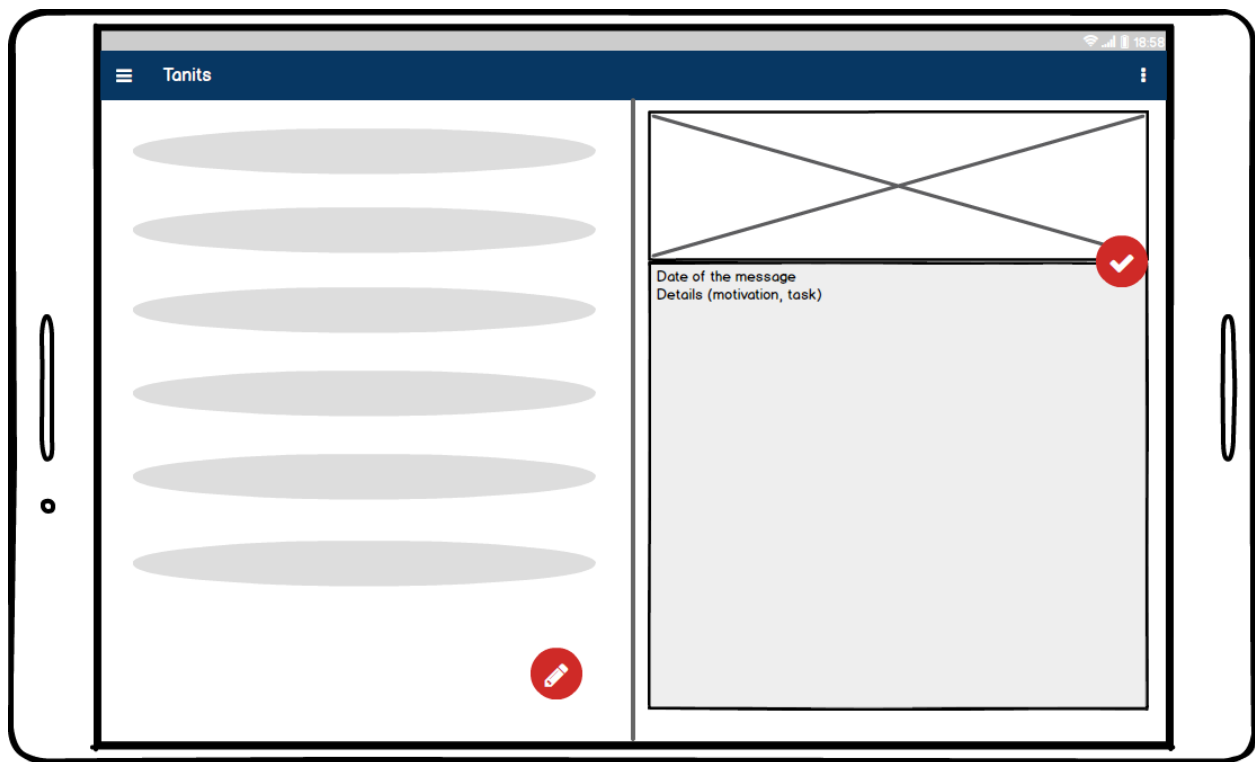 18:58
Tanits
Date of the message
Details (motivation, task)